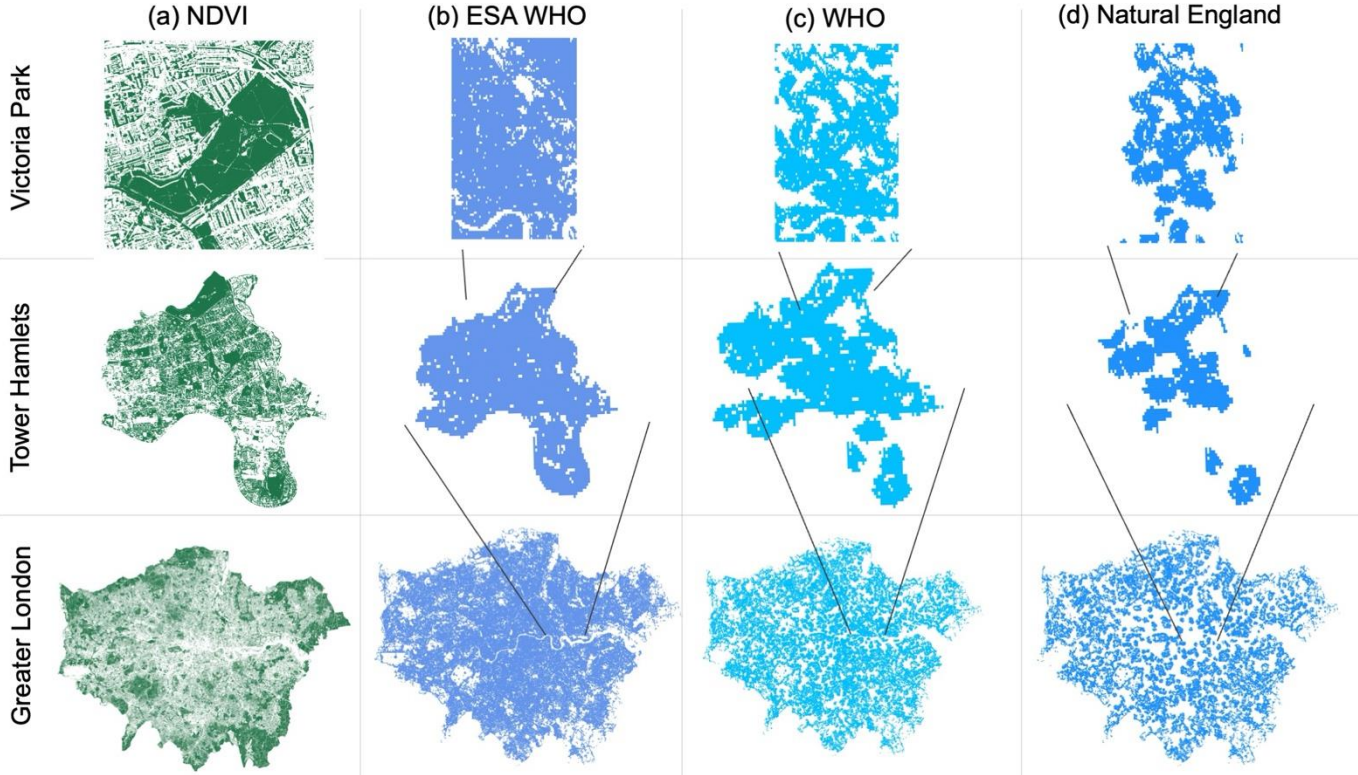 (a) NDVI
(b) ESA WHO
(c) WHO
(d) Natural England
Victoria Park
Tower Hamlets
Greater London